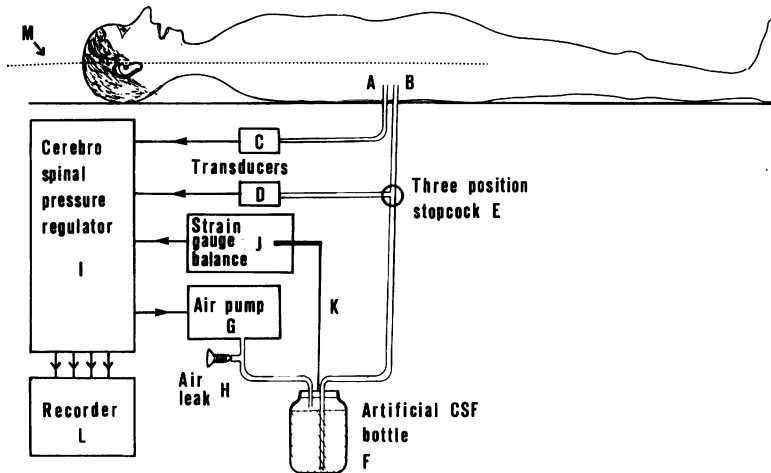 M
A B
Cerebro
spinal
pressure
regulator
I
C
Transducers
D
Three position
stopcock E
Strain
gauge J
balance
K
Air pump
G
Air
leak H
Recorder
L
Artificial CSF
bottle
F